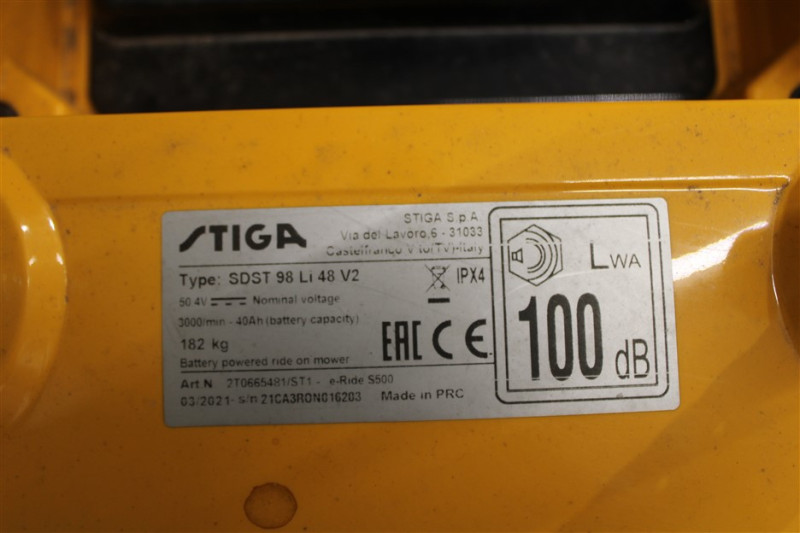 STIGA
STIGA S.p.A.
Via del Lavoro,6 - 31033
Castelfranco V.to(TV)-Italy
Type: SDST 98 Li 48 V2
50.4V Nominal voltage
3000/min - 40Ah (battery capacity)
182 kg
Battery powered ride on mower
IPX4
EAC CE
Art.N 2T0665481/ST1 - e-Ride S500
03/2021- s/n 21CA3RON016203 Made in PRC
LWA
100 dB